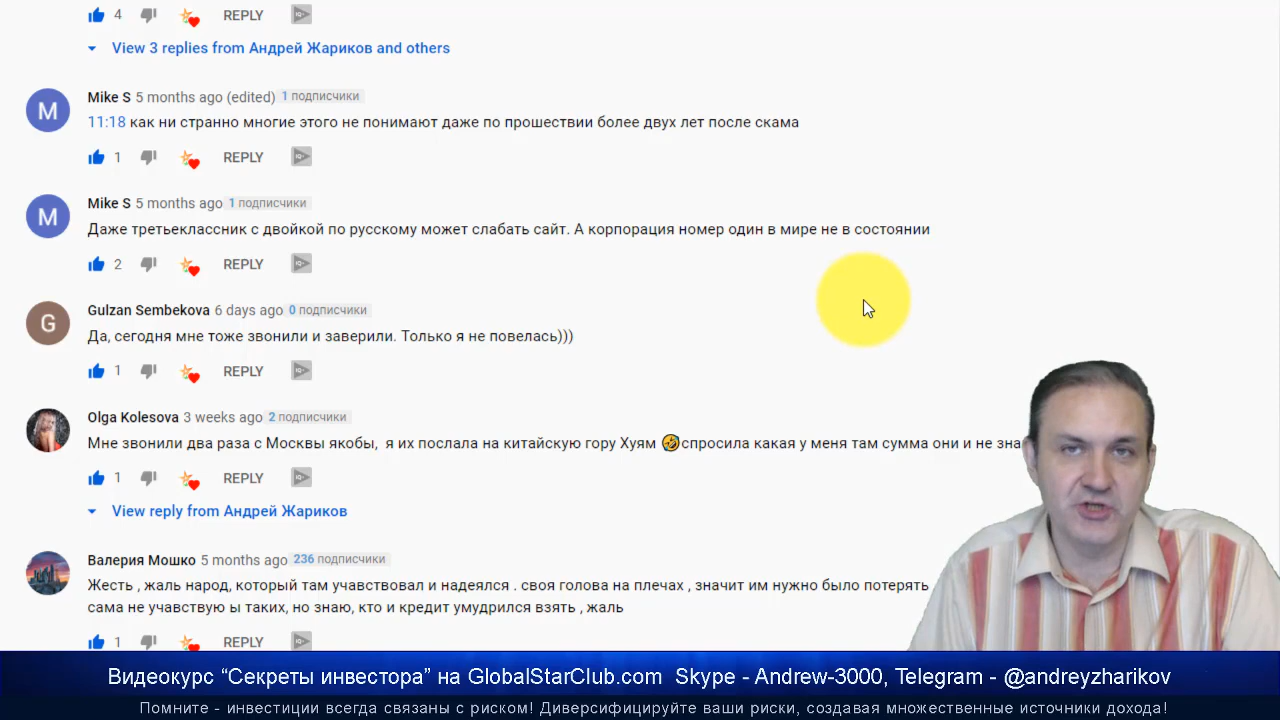 4 REPLY
View 3 replies from Андрей Жариков and others
Mike S 5 months ago (edited) 1 подписчики
M
11:18 как ни странно многие этого не понимают даже по прошествии более двух лет после скама
1 REPLY
Mike S 5 months ago 1 подписчики
M
Даже третьеклассник с двойкой по русскому может слабать сайт. А корпорация номер один в мире не в состоянии
2 REPLY
Gulzan Sembekova 6 days ago 0 подписчики
G
Да, сегодня мне тоже звонили и заверили. Только я не повелась)))
1 REPLY
Olga Kolesova 3 weeks ago 2 подписчики
Мне звонили два раза с Москвы якобы, я их послала на китайскую гору Хуям 🤣спросила какая у меня там сумма они и не зна
1 REPLY
View reply from Андрей Жариков
Валерия Мошко 5 months ago 236 подписчики
Жесть , жаль народ, который там учавствовал и надеялся . своя голова на плечах , значит им нужно было потерять
сама не учавствую ы таких, но знаю, кто и кредит умудрился взять , жаль
1 REPLY
Видеокурс “Секреты инвестора” на GlobalStarClub.com Skype - Andrew-3000, Telegram - @andreyzharikov
Помните - инвестиции всегда связаны с риском! Диверсифицируйте ваши риски, создавая множественные источники дохода!